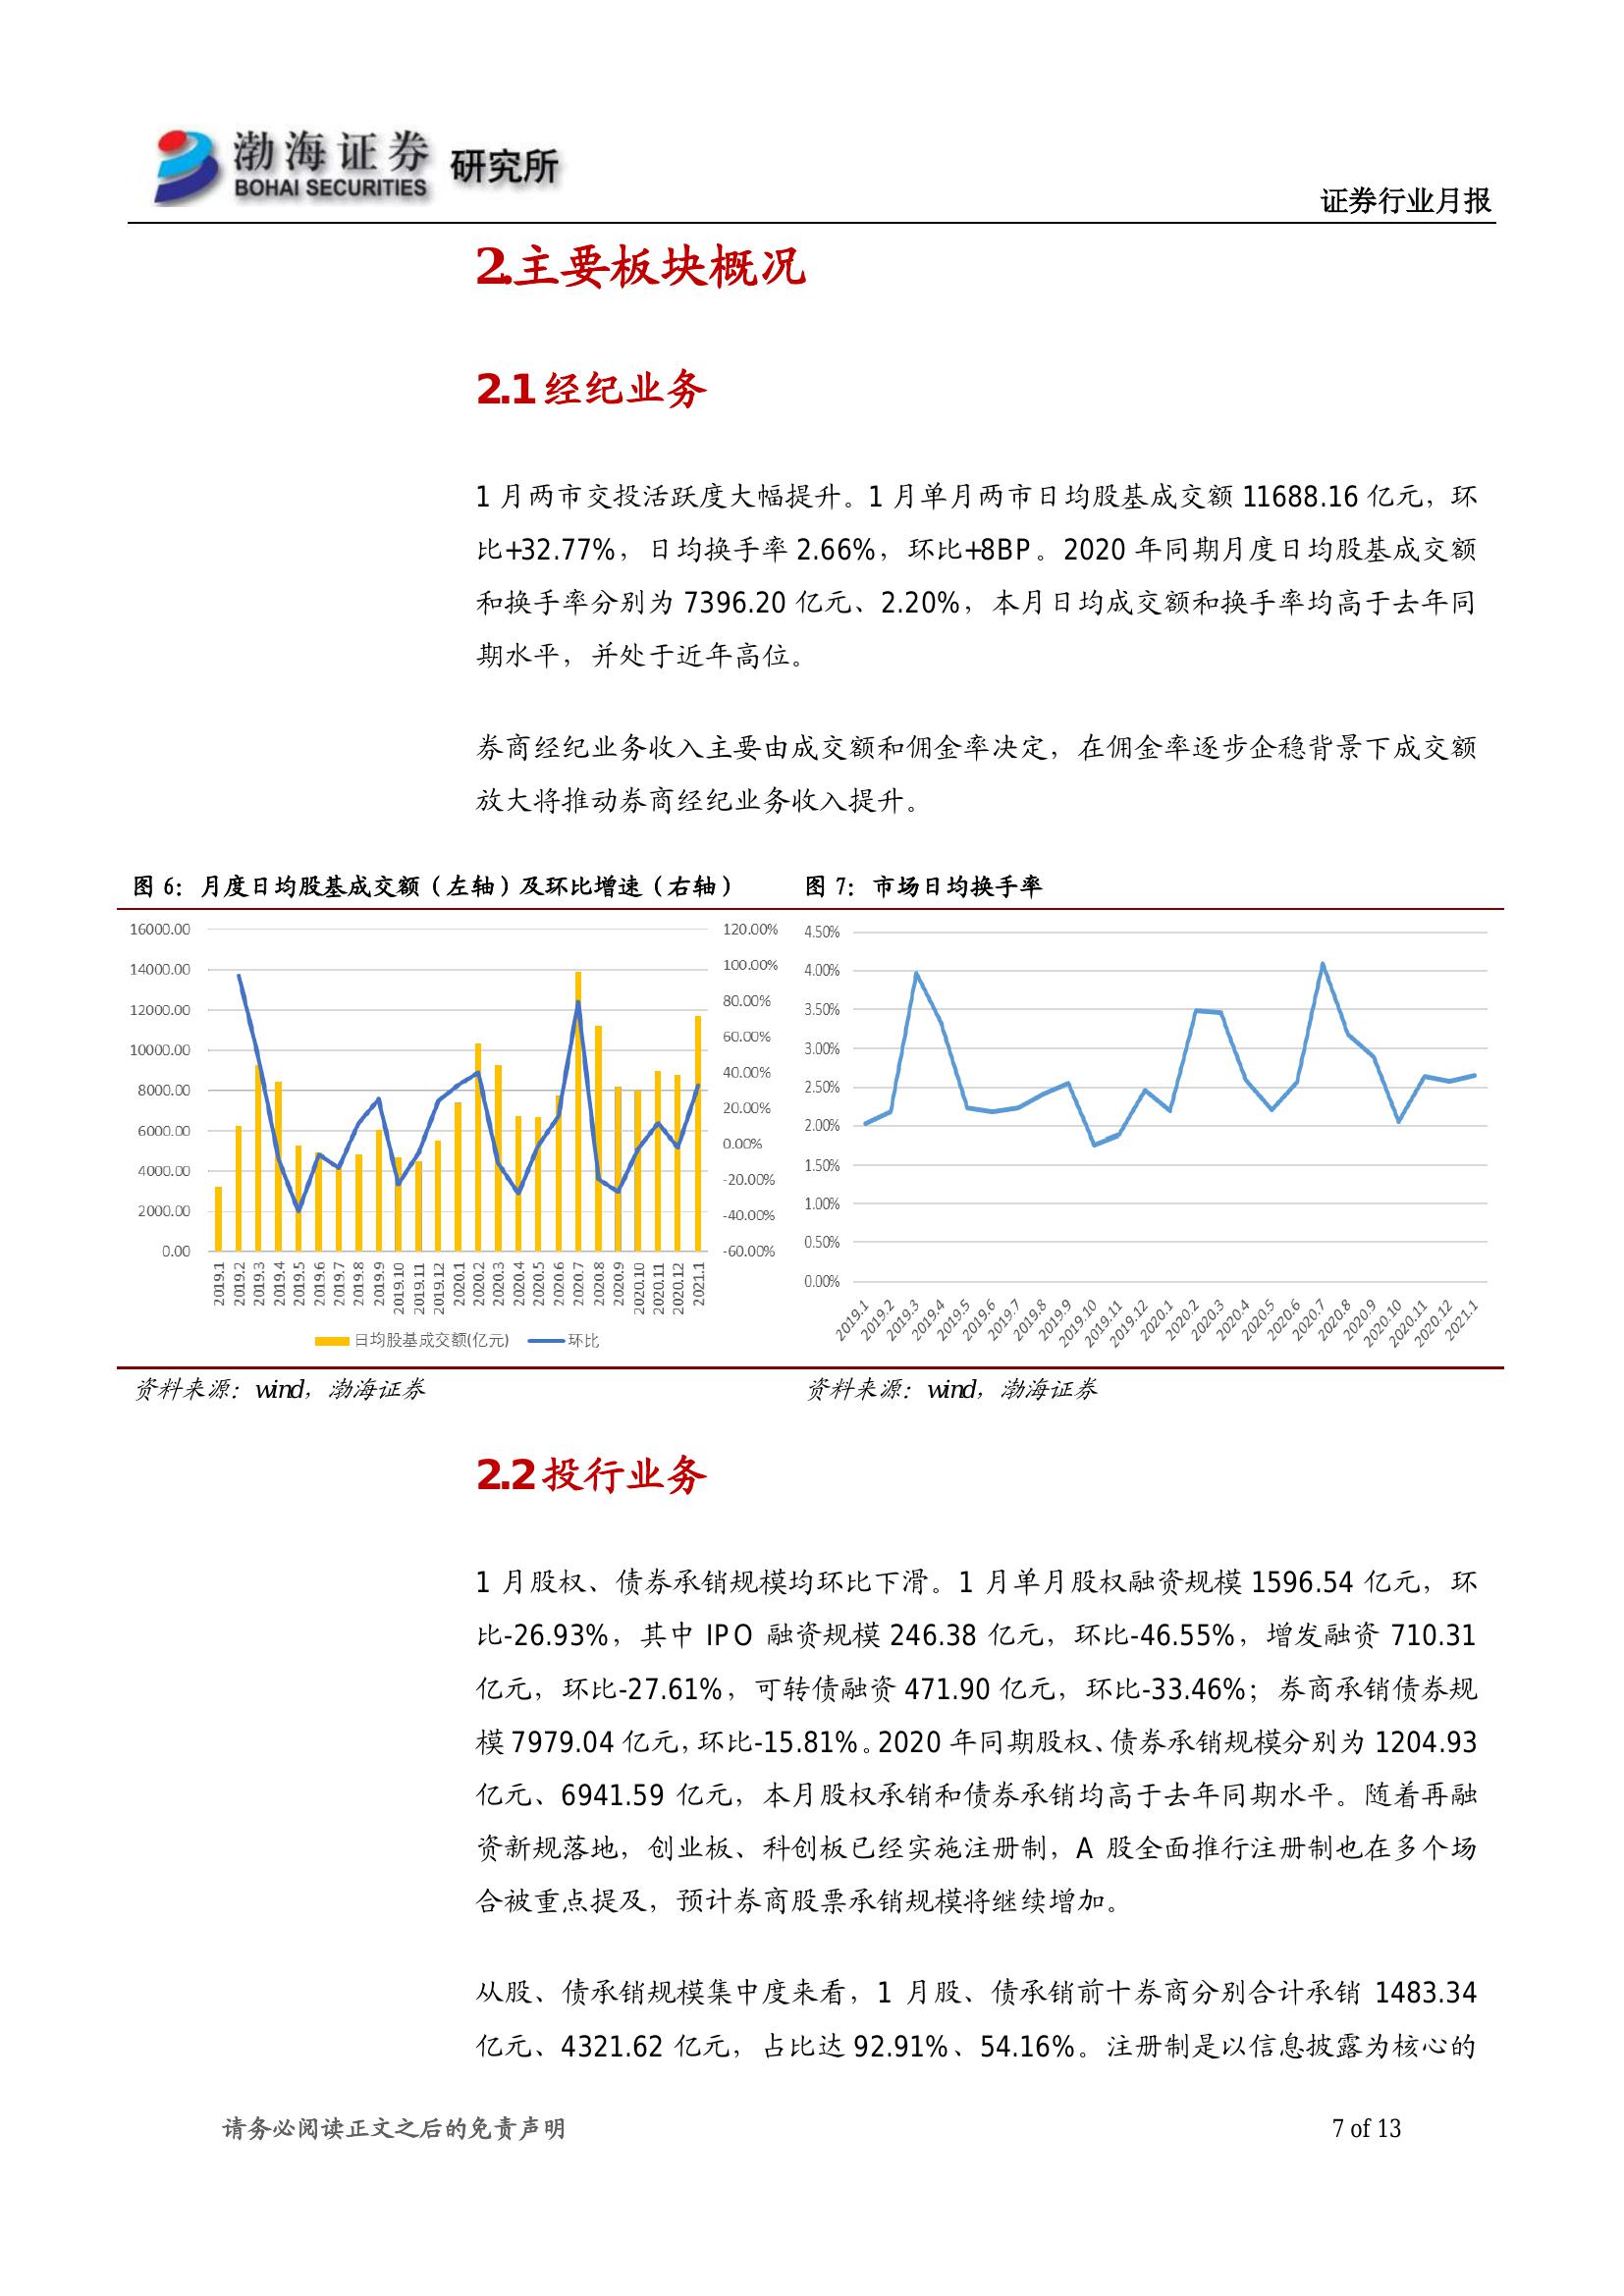 渤海证券 研究所
BOHAI SECURITIES
证券行业月报
2.主要板块概况
2.1 经纪业务
1 月两市交投活跃度大幅提升。1 月单月两市日均股基成交额 11688.16 亿元，环
比+32.77%，日均换手率 2.66%，环比+8BP。2020 年同期月度日均股基成交额
和换手率分别为 7396.20 亿元、2.20%，本月日均成交额和换手率均高于去年同
期水平，并处于近年高位。
券商经纪业务收入主要由成交额和佣金率决定，在佣金率逐步企稳背景下成交额
放大将推动券商经纪业务收入提升。
图 6：月度日均股基成交额（左轴）及环比增速（右轴）
16000.00
14000.00
12000.00
10000.00
8000.00
6000.00
4000.00
2000.00
0.00
120.00%
100.00%
80.00%
60.00%
40.00%
20.00%
0.00%
-20.00%
-40.00%
-60.00%
2019.1
2019.2
2019.3
2019.4
2019.5
2019.6
2019.7
2019.8
2019.9
2019.10
2019.11
2019.12
2020.1
2020.2
2020.3
2020.4
2020.5
2020.6
2020.7
2020.8
2020.9
2020.10
2020.11
2020.12
2021.1
日均股基成交额(亿元) 环比
资料来源：wind，渤海证券
图 7：市场日均换手率
4.50%
4.00%
3.50%
3.00%
2.50%
2.00%
1.50%
1.00%
0.50%
0.00%
2019.1
2019.2
2019.3
2019.4
2019.5
2019.6
2019.7
2019.8
2019.9
2019.10
2019.11
2019.12
2020.1
2020.2
2020.3
2020.4
2020.5
2020.6
2020.7
2020.8
2020.9
2020.10
2020.11
2020.12
2021.1
资料来源：wind，渤海证券
2.2 投行业务
1 月股权、债券承销规模均环比下滑。1 月单月股权融资规模 1596.54 亿元，环
比-26.93%，其中 IPO 融资规模 246.38 亿元，环比-46.55%，增发融资 710.31
亿元，环比-27.61%，可转债融资 471.90 亿元，环比-33.46%；券商承销债券规
模 7979.04 亿元，环比-15.81%。2020 年同期股权、债券承销规模分别为 1204.93
亿元、6941.59 亿元，本月股权承销和债券承销均高于去年同期水平。随着再融
资新规落地，创业板、科创板已经实施注册制，A 股全面推行注册制也在多个场
合被重点提及，预计券商股票承销规模将继续增加。
从股、债承销规模集中度来看，1 月股、债承销前十券商分别合计承销 1483.34
亿元、4321.62 亿元，占比达 92.91%、54.16%。注册制是以信息披露为核心的
请务必阅读正文之后的免责声明
7 of 13